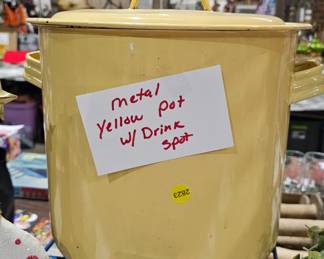 metal
yellow pot
w/ Drink
spot
2823